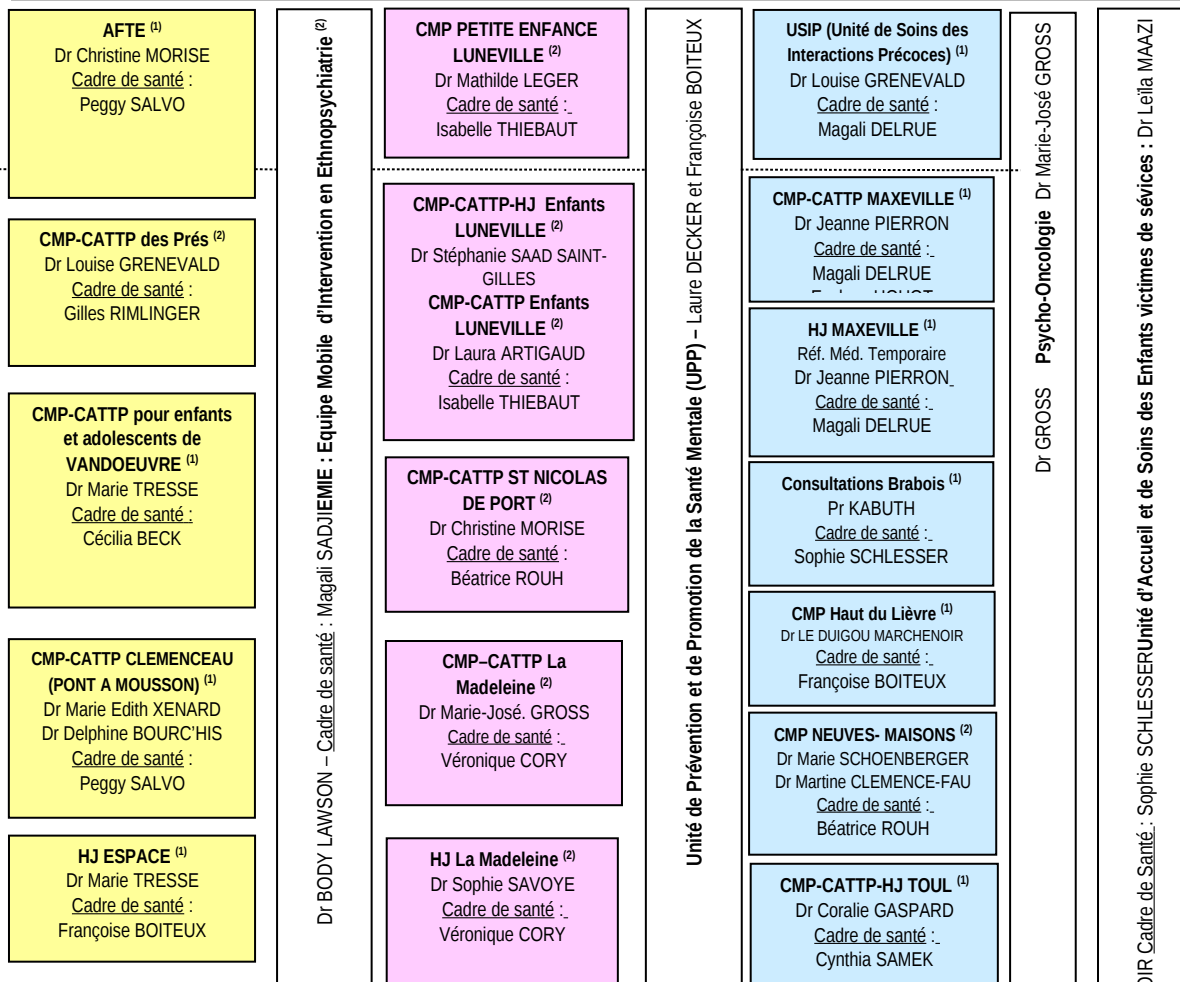 AFTE (1)
Dr Christine MORISE
Cadre de santé :
Peggy SALVO
CMP-CATTP des Prés (2)
Dr Louise GRENEVALD
Cadre de santé :
Gilles RIMLINGER
CMP-CATTP pour enfants
et adolescents de
VANDOEUVRE (1)
Dr Marie TRESSE
Cadre de santé :
Cécilia BECK
CMP-CATTP CLEMENCEAU
(PONT A MOUSSON) (1)
Dr Marie Edith XENARD
Dr Delphine BOURC'HIS
Cadre de santé :
Peggy SALVO
HJ ESPACE (1)
Dr Marie TRESSE
Cadre de santé :
Françoise BOITEUX
Dr BODY LAWSON – Cadre de santé : Magali SADJIEMIE : Equipe Mobile d'Intervention en Ethnopsychiatrie (2)
CMP PETITE ENFANCE
LUNEVILLE (2)
Dr Mathilde LEGER
Cadre de santé :
Isabelle THIEBAUT
CMP-CATTP-HJ Enfants
LUNEVILLE (2)
Dr Stéphanie SAAD SAINT-
GILLES
CMP-CATTP Enfants
LUNEVILLE (2)
Dr Laura ARTIGAUD
Cadre de santé :
Isabelle THIEBAUT
CMP-CATTP ST NICOLAS
DE PORT (2)
Dr Christine MORISE
Cadre de santé :
Béatrice ROUH
CMP–CATTP La
Madeleine (2)
Dr Marie-José. GROSS
Cadre de santé :
Véronique CORY
HJ La Madeleine (2)
Dr Sophie SAVOYE
Cadre de santé :
Véronique CORY
Unité de Prévention et de Promotion de la Santé Mentale (UPP) – Laure DECKER et Françoise BOITEUX
USIP (Unité de Soins des
Interactions Précoces) (1)
Dr Louise GRENEVALD
Cadre de santé :
Magali DELRUE
CMP-CATTP MAXEVILLE (1)
Dr Jeanne PIERRON
Cadre de santé :
Magali DELRUE
HJ MAXEVILLE (1)
Réf. Méd. Temporaire
Dr Jeanne PIERRON
Cadre de santé :
Magali DELRUE
Consultations Brabois (1)
Pr KABUTH
Cadre de santé :
Sophie SCHLESSER
CMP Haut du Lièvre (1)
Dr LE DUIGOU MARCHENOIR
Cadre de santé :
Françoise BOITEUX
CMP NEUVES- MAISONS (2)
Dr Marie SCHOENBERGER
Dr Martine CLEMENCE-FAU
Cadre de santé :
Béatrice ROUH
CMP-CATTP-HJ TOUL (1)
Dr Coralie GASPARD
Cadre de santé :
Cynthia SAMEK
Dr GROSS Psycho-Oncologie Dr Marie-José GROSS
OIR Cadre de Santé : Sophie SCHLESSERUnité d'Accueil et de Soins des Enfants victimes de sévices : Dr Leïla MAAZI